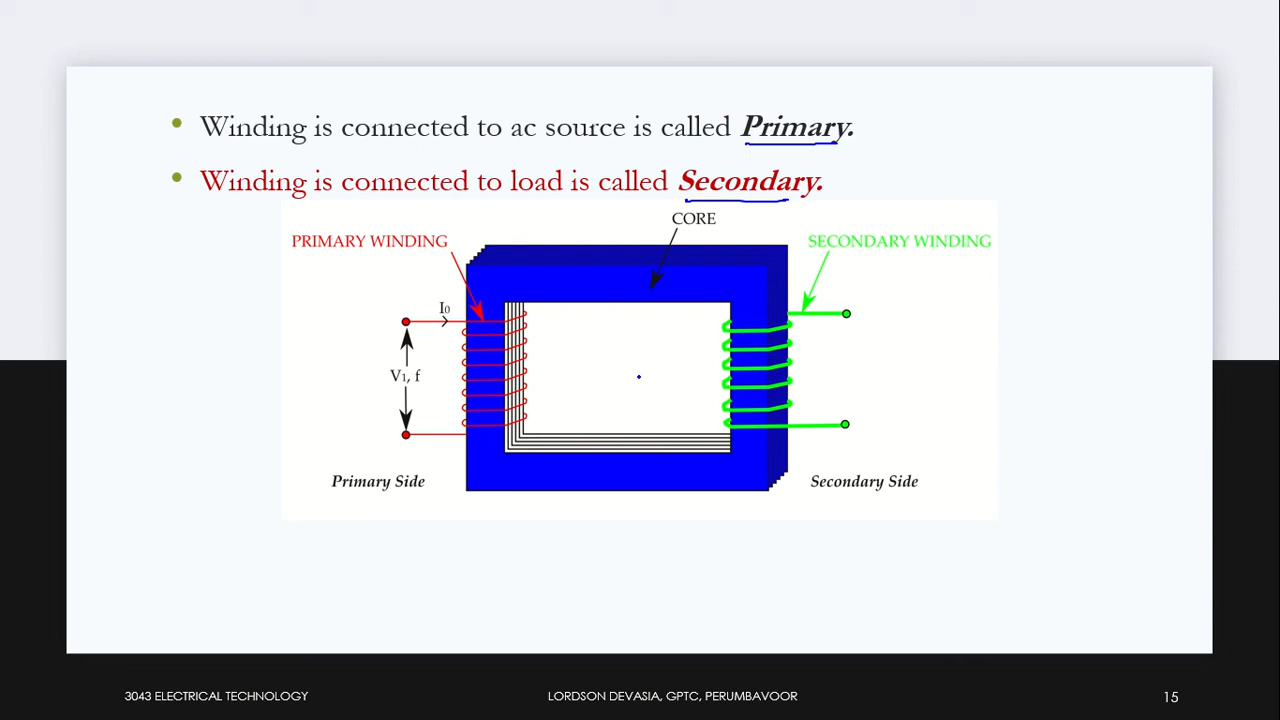 • Winding is connected to ac source is called Primary.
• Winding is connected to load is called Secondary.
CORE
PRIMARY WINDING
SECONDARY WINDING
I0
V1, f
Primary Side
Secondary Side
3043 ELECTRICAL TECHNOLOGY
LORDSON DEVASIA, GPTC, PERUMBAVOOR
15